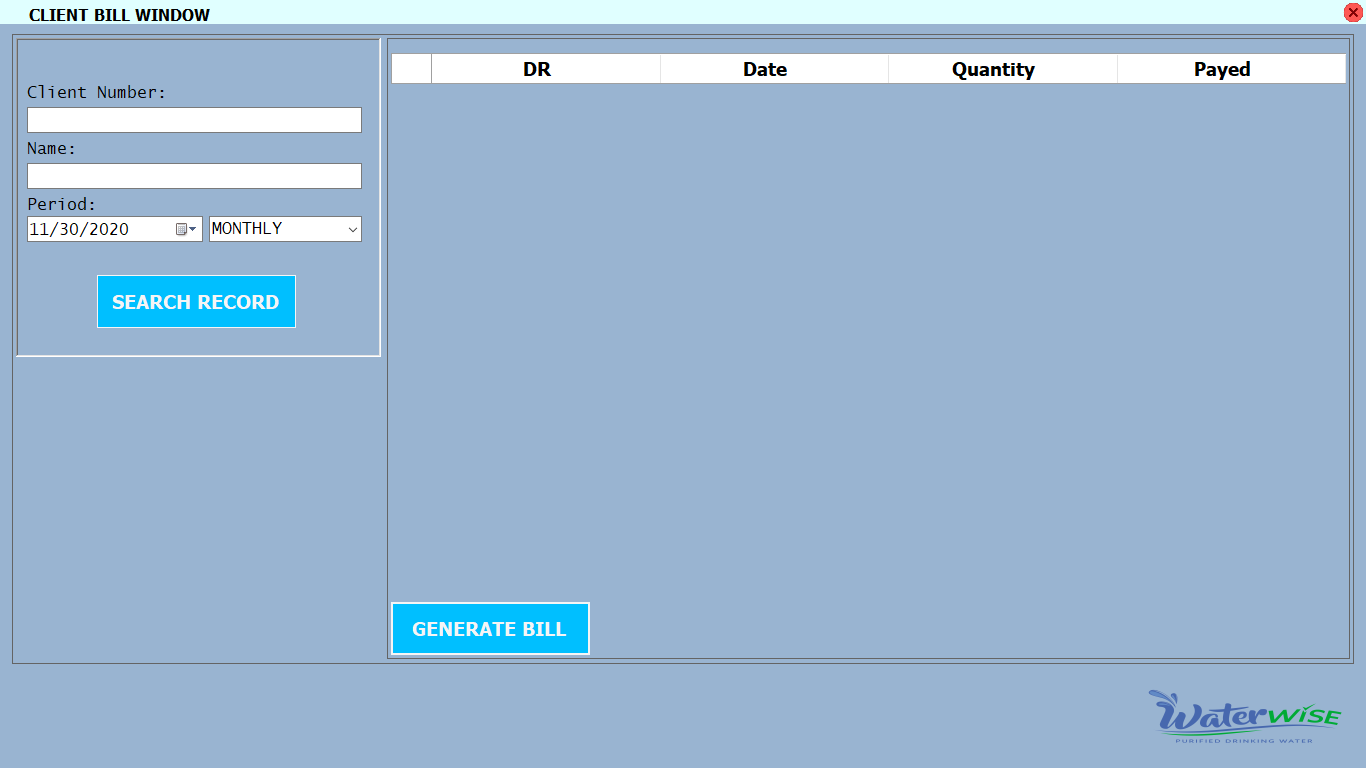 CLIENT BILL WINDOW
Client Number:
Name:
Period:
11/30/2020 MONTHLY
SEARCH RECORD
DR Date Quantity Payed
GENERATE BILL
Waterwise
PURIFIED DRINKING WATER